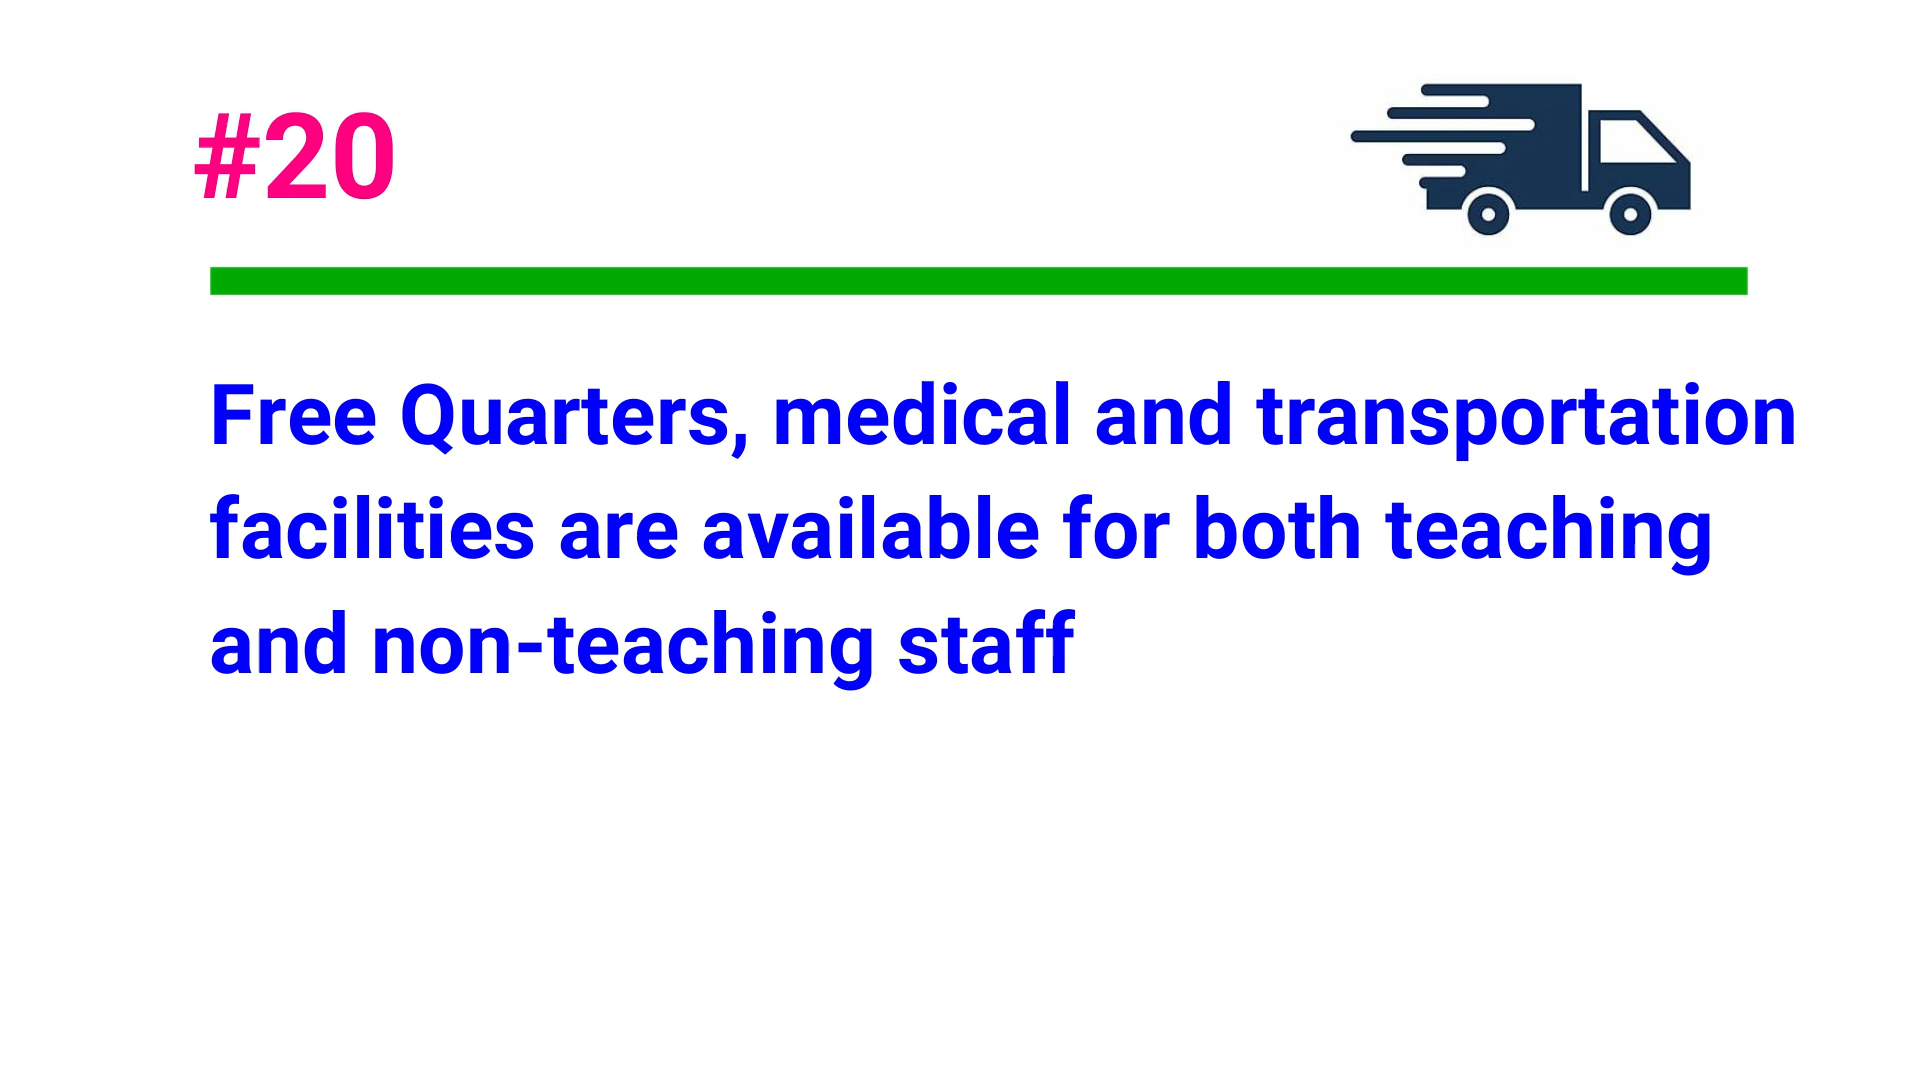 #20
Free Quarters, medical and transportation
facilities are available for both teaching
and non-teaching staff